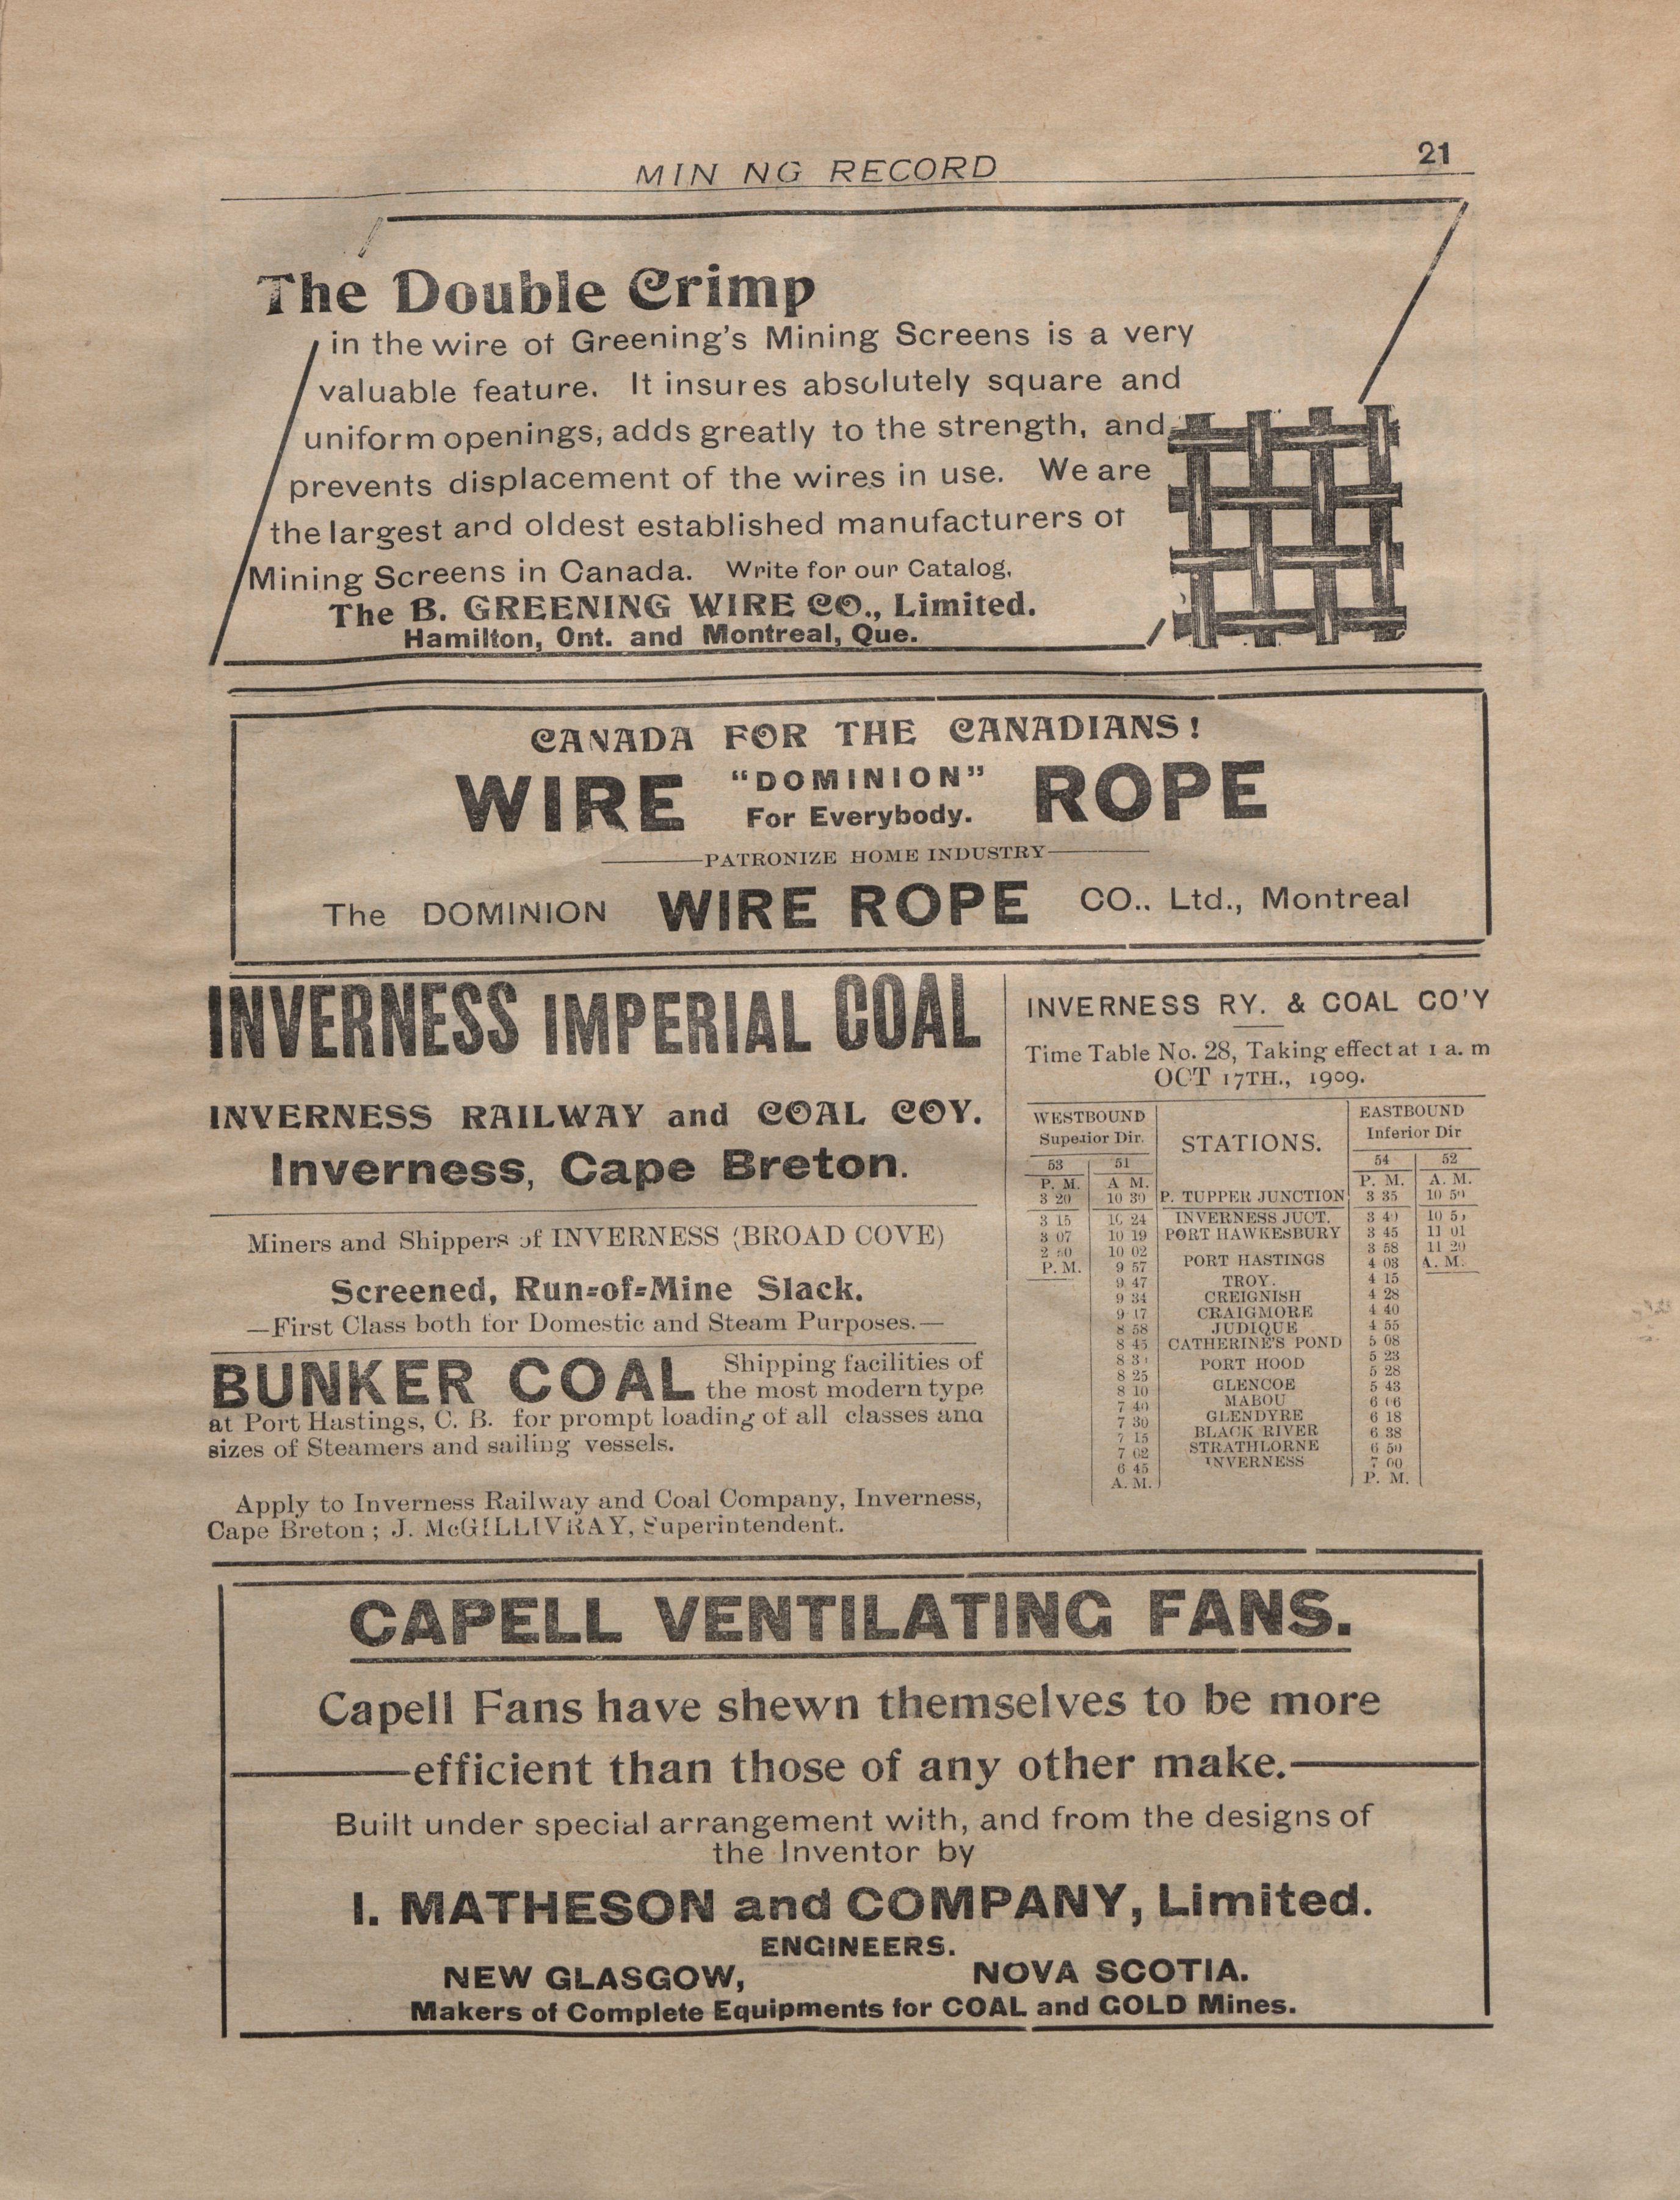 MIN NG RECORD
21
The Double Crimp
in the wire of Greening's Mining Screens is a very
valuable feature. It insures absolutely square and
uniform openings, adds greatly to the strength, and
prevents displacement of the wires in use. We are
the largest and oldest established manufacturers of
Mining Screens in Canada. Write for our Catalog,
The B. GREENING WIRE CO., Limited.
Hamilton, Ont. and Montreal, Que.
CANADA FOR THE CANADIANS!
WIRE "DOMINION" ROPE
For Everybody.
PATRONIZE HOME INDUSTRY
The DOMINION WIRE ROPE CO.. Ltd., Montreal
INVERNESS IMPERIAL COAL
INVERNESS RAILWAY and COAL COY.
Inverness, Cape Breton.
Miners and Shippers of INVERNESS (BROAD COVE)
Screened, Run-of-Mine Slack.
—First Class both for Domestic and Steam Purposes.—
BUNKER COAL Shipping facilities of
the most modern type
at Port Hastings, C. B. for prompt loading of all classes and
sizes of Steamers and sailing vessels.
Apply to Inverness Railway and Coal Company, Inverness,
Cape Breton; J. McGILLIVRAY, Superintendent.
INVERNESS RY. & COAL CO'Y
Time Table No. 28, Taking effect at 1 a. m
OCT 17TH., 1909.
WESTBOUND STATIONS. EASTBOUND
Superior Dir. Inferior Dir
53 51 54 52
P. M. A. M. P. M. A. M.
3 20 10 30 P. TUPPER JUNCTION 3 35 10 50
3 15 10 24 INVERNESS JUCT. 3 40
3 07 10 19 PORT HAWKESBURY 3 45 11 01
10 02 3 58 11 20
P. M. 9 57 PORT HASTINGS 4 03 A. M.
9 47 TROY. 4 15
9 34 CREIGNISH 4 28
9 17 CRAIGMORE 4 40
8 58 JUDIQUE 4 55
8 45 CATHERINE'S POND 5 08
5 23
8 25 PORT HOOD 5 28
8 10 GLENCOE 5 43
7 40 MABOU 6 06
7 30 GLENDYRE 6 18
7 15 BLACK RIVER 6 38
7 02 STRATHLORNE 6 50
6 45 INVERNESS 7 00
A. M. P. M.
CAPELL VENTILATING FANS.
Capell Fans have shewn themselves to be more
efficient than those of any other make.
Built under special arrangement with, and from the designs of
the Inventor by
I. MATHESON and COMPANY, Limited.
ENGINEERS.
NEW GLASGOW, NOVA SCOTIA.
Makers of Complete Equipments for COAL and GOLD Mines.